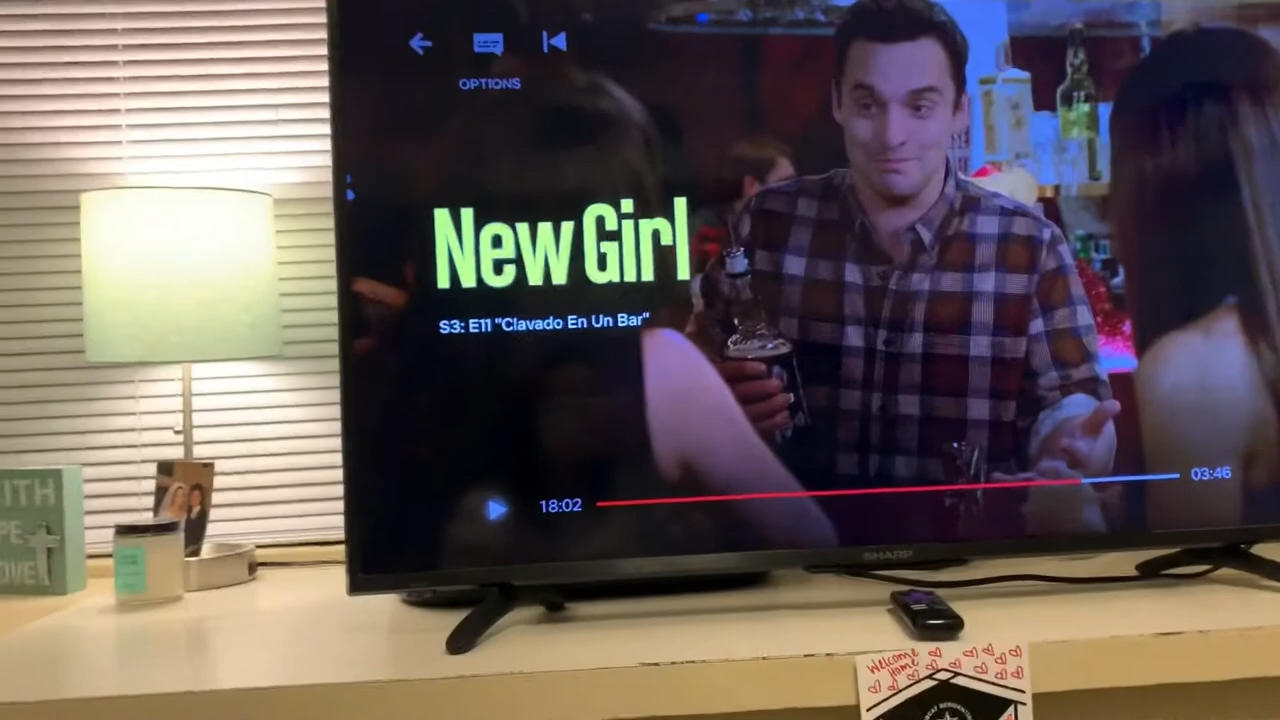 OPTIONS
New Girl
S3: E11 "Clavado En Un Bar"
18:02
03:46
SHARP
Welcome
Home